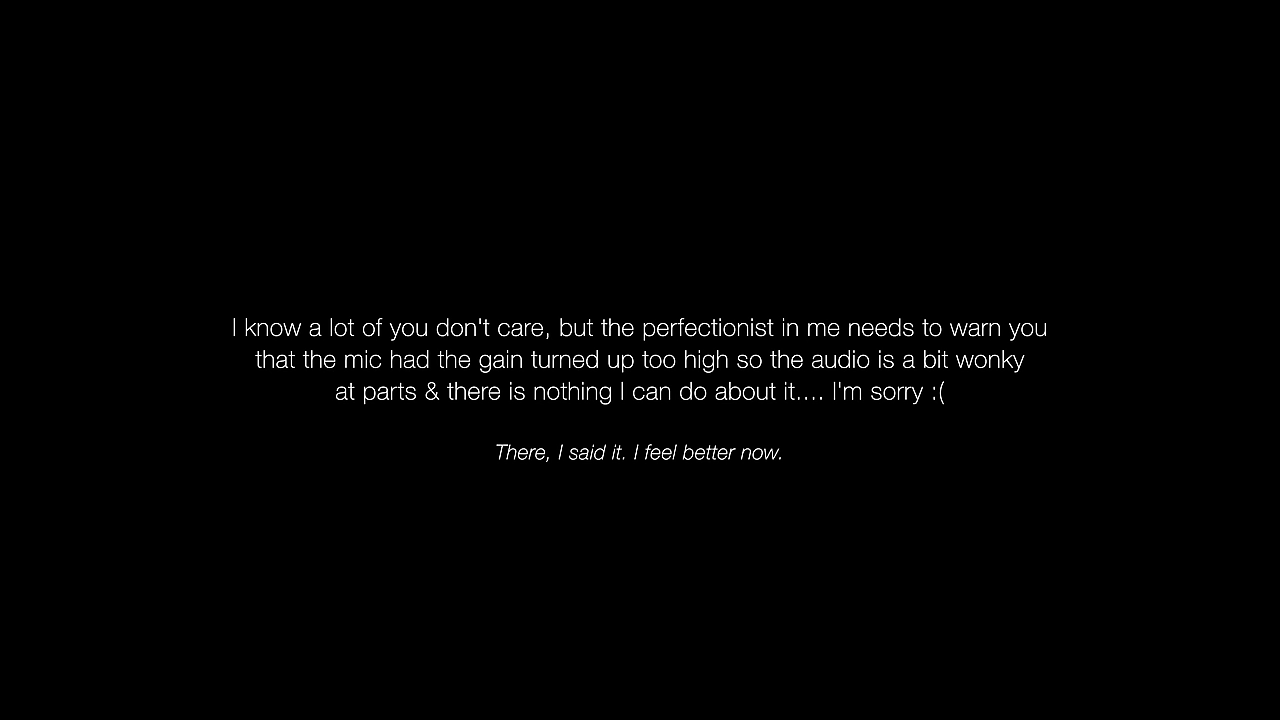 I know a lot of you don't care, but the perfectionist in me needs to warn you
that the mic had the gain turned up too high so the audio is a bit wonky
at parts & there is nothing I can do about it.... I'm sorry :(
There, I said it. I feel better now.